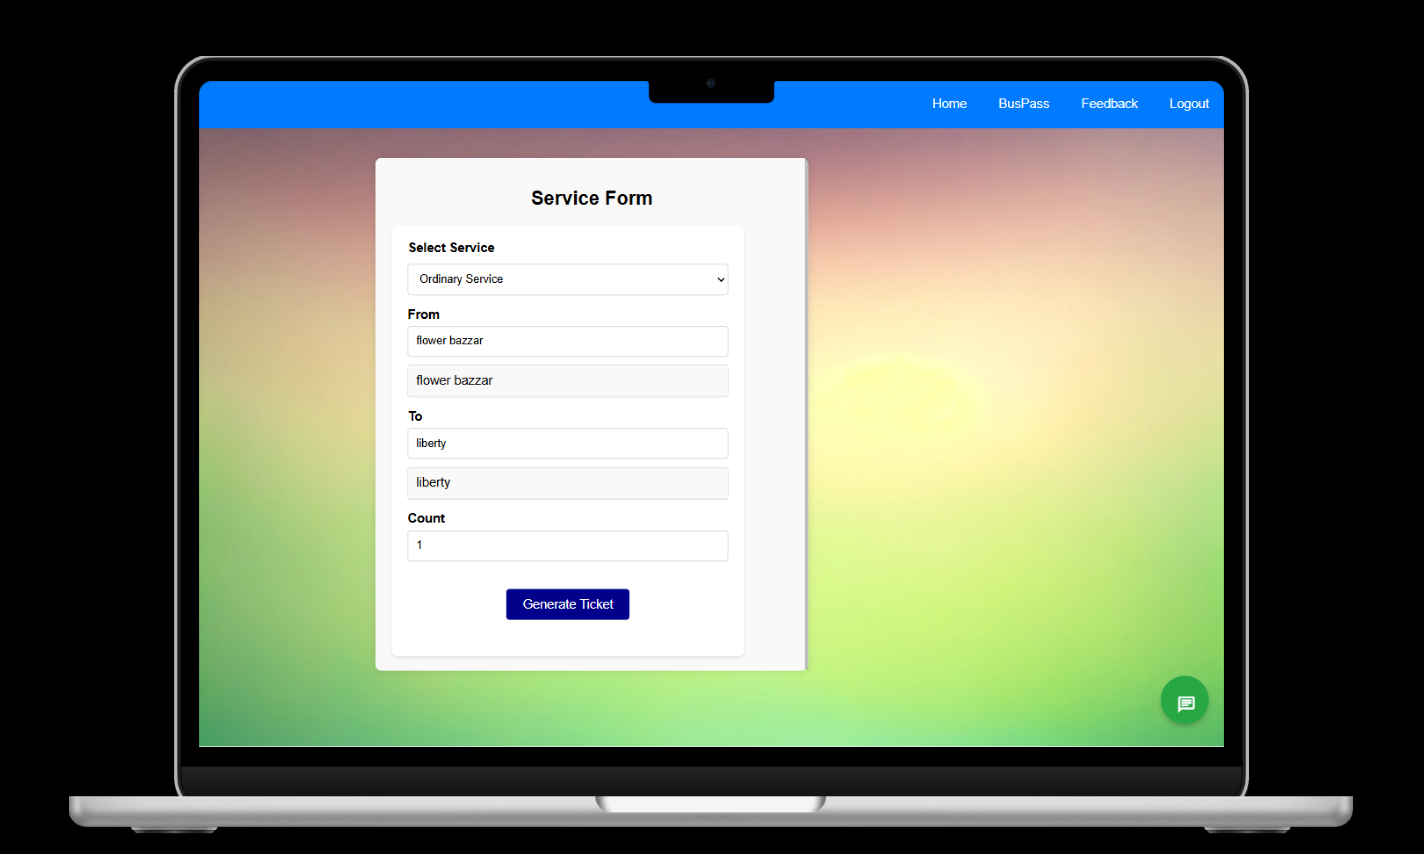 Home BusPass Feedback Logout
Service Form
Select Service
Ordinary Service
From
flower bazzar
flower bazzar
To
liberty
liberty
Count
1
Generate Ticket